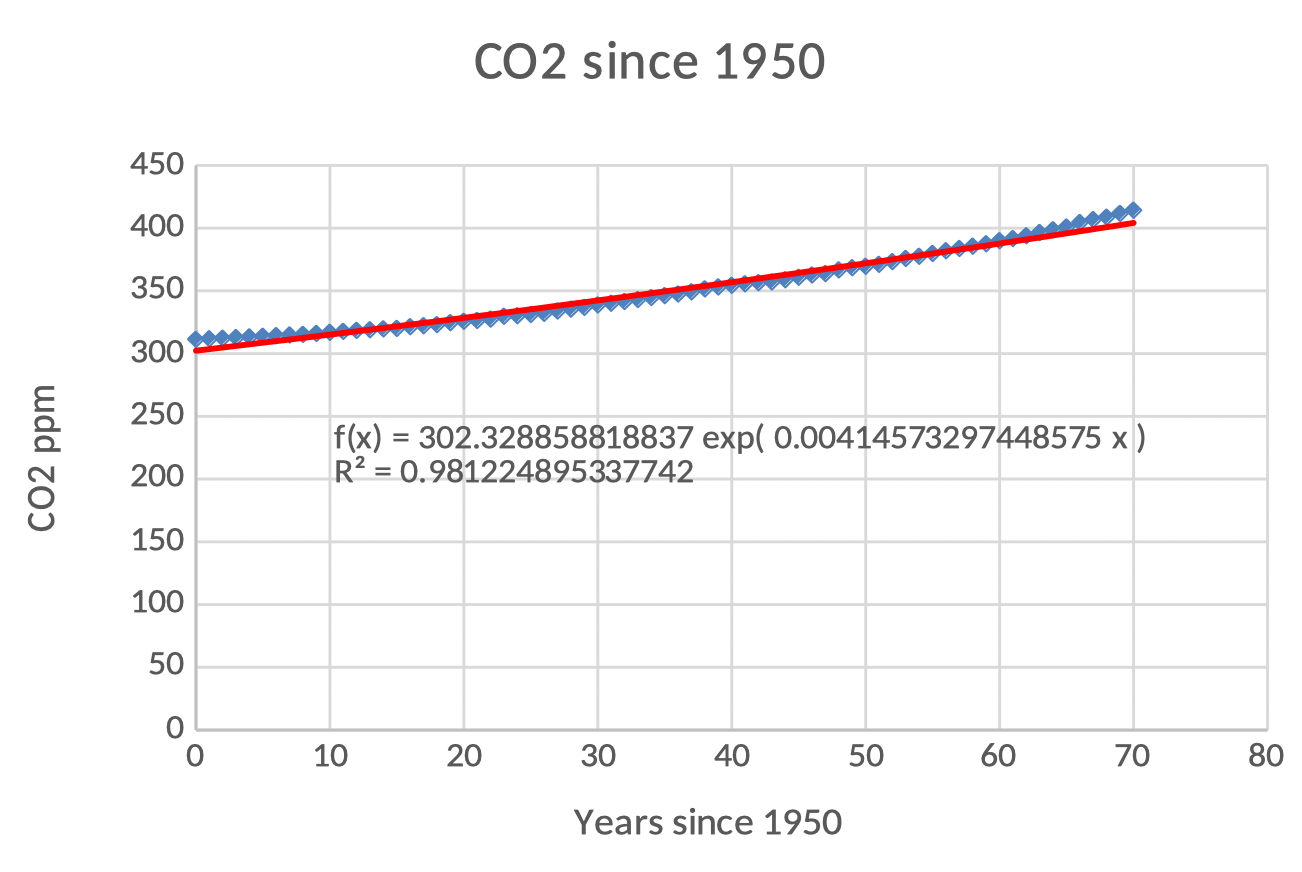 CO2 since 1950
450
400
350
300
250
200
150
100
50
0
CO2 ppm
f(x) = 302.328858818837 exp( 0.00414573297448575 x )
R² = 0.981224895337742
0 10 20 30 40 50 60 70 80
Years since 1950